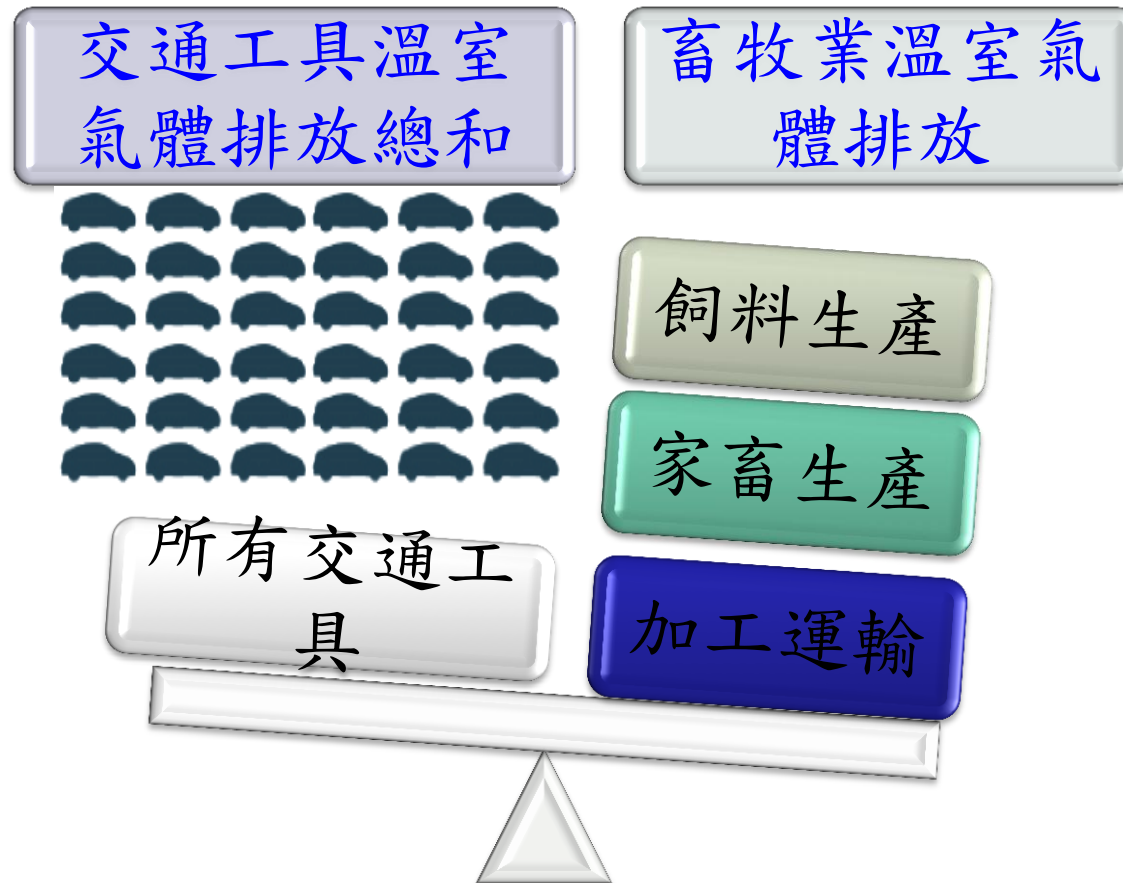 交通工具溫室
氣體排放總和
畜牧業溫室氣
體排放
飼料生產
家畜生產
所有交通工
具
加工運輸